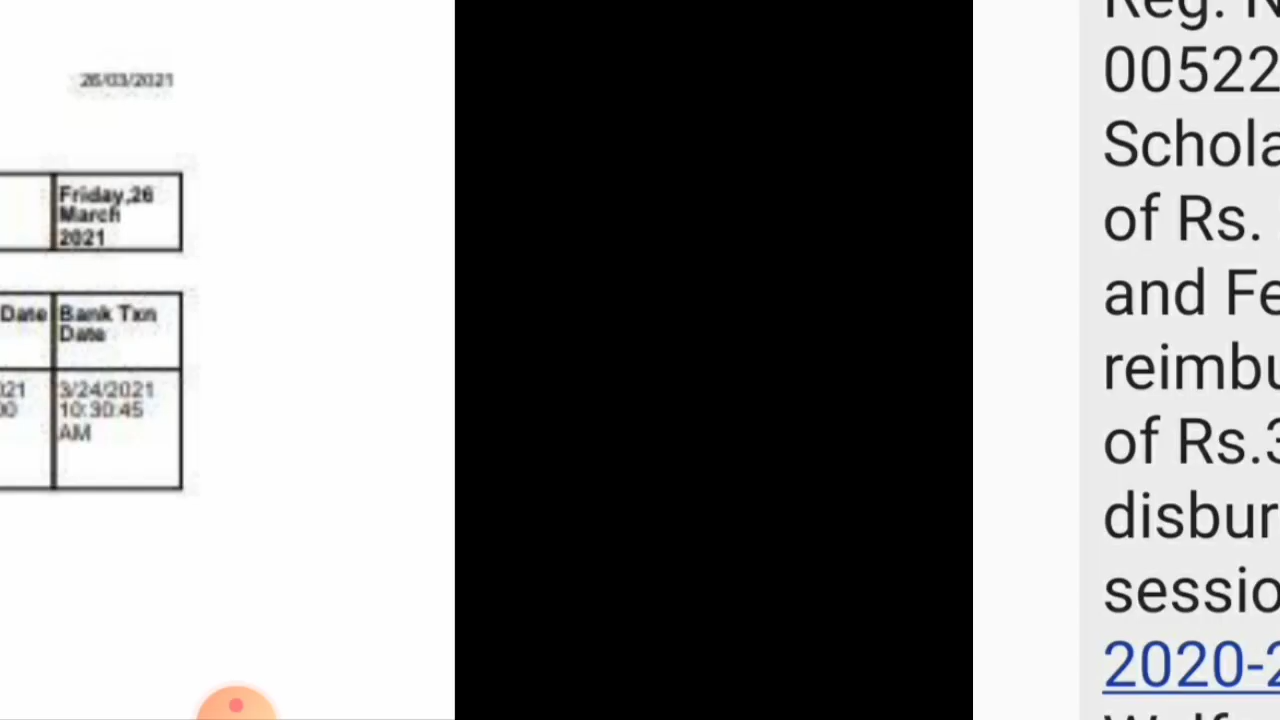 26/03/2021
Friday,26
March
2021
Date
Bank Txn
Date
3/24/2021
10:30:45
AM
Reg.
00522
Schola
of Rs.
and Fe
reimbu
of Rs.3
disbur
sessio
2020-2